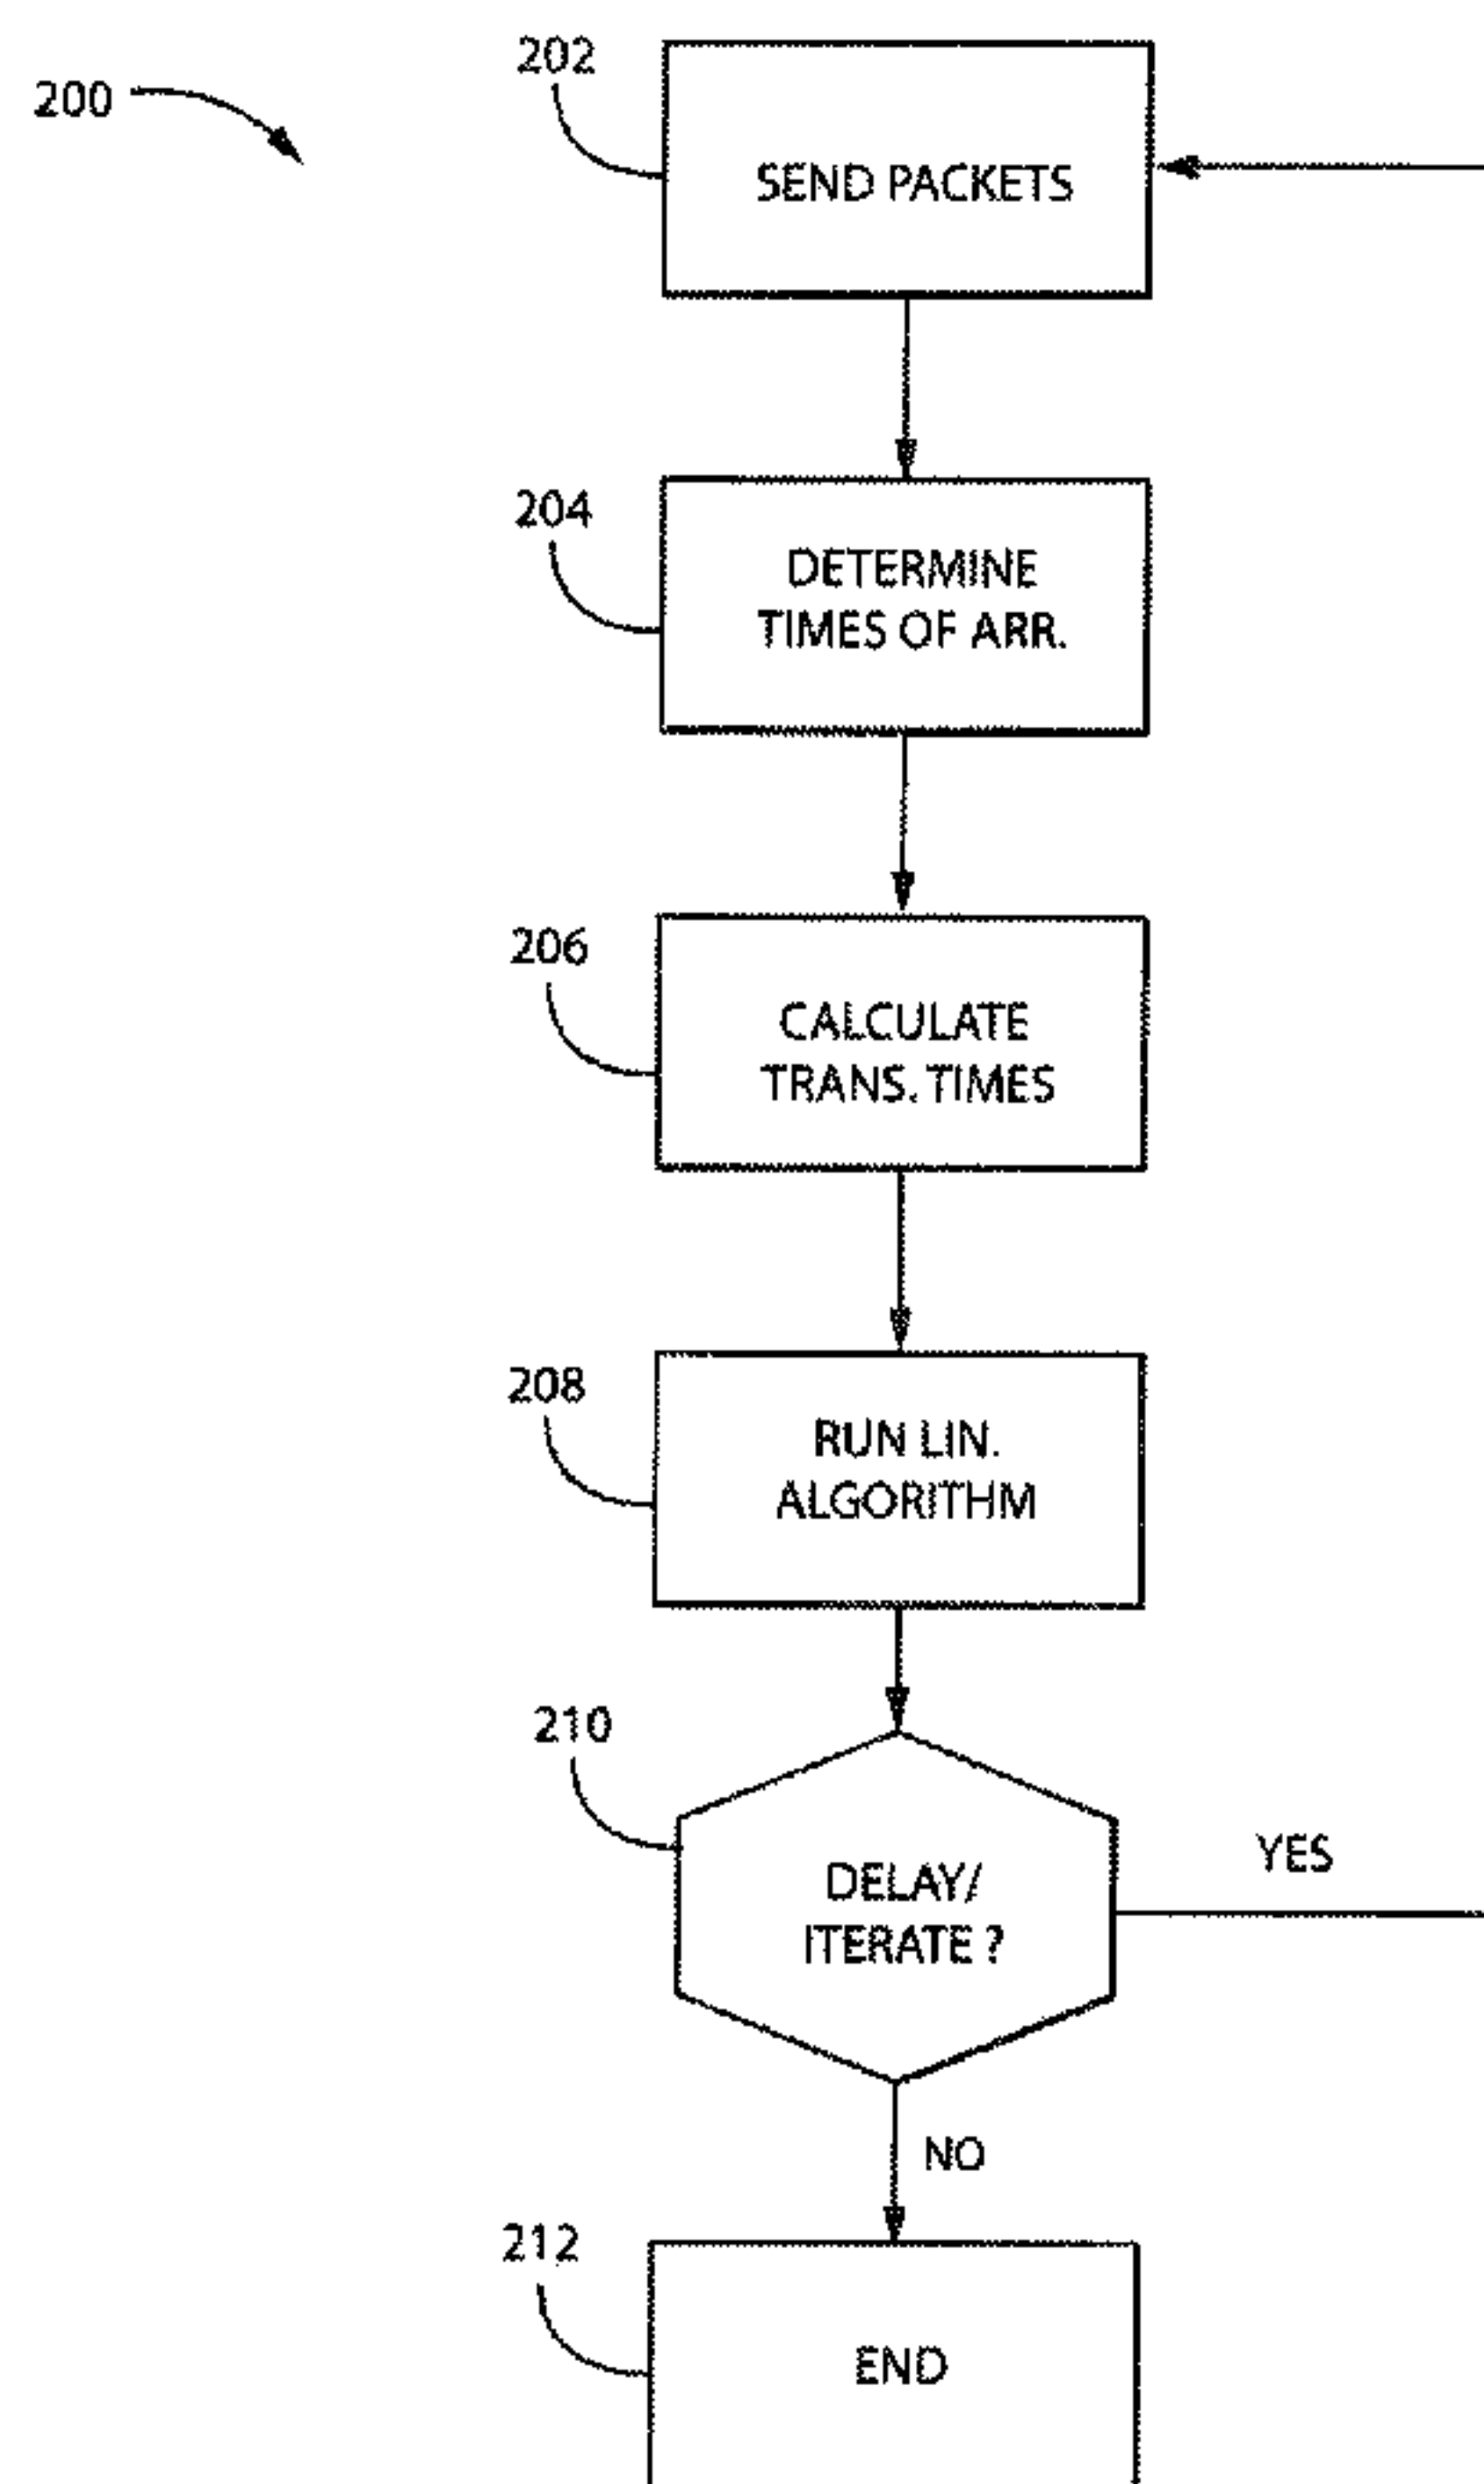 200
202
SEND PACKETS
204
DETERMINE
TIMES OF ARR.
206
CALCULATE
TRANS. TIMES
208
RUN LIN.
ALGORITHM
210
DELAY/
ITERATE ?
YES
NO
212
END